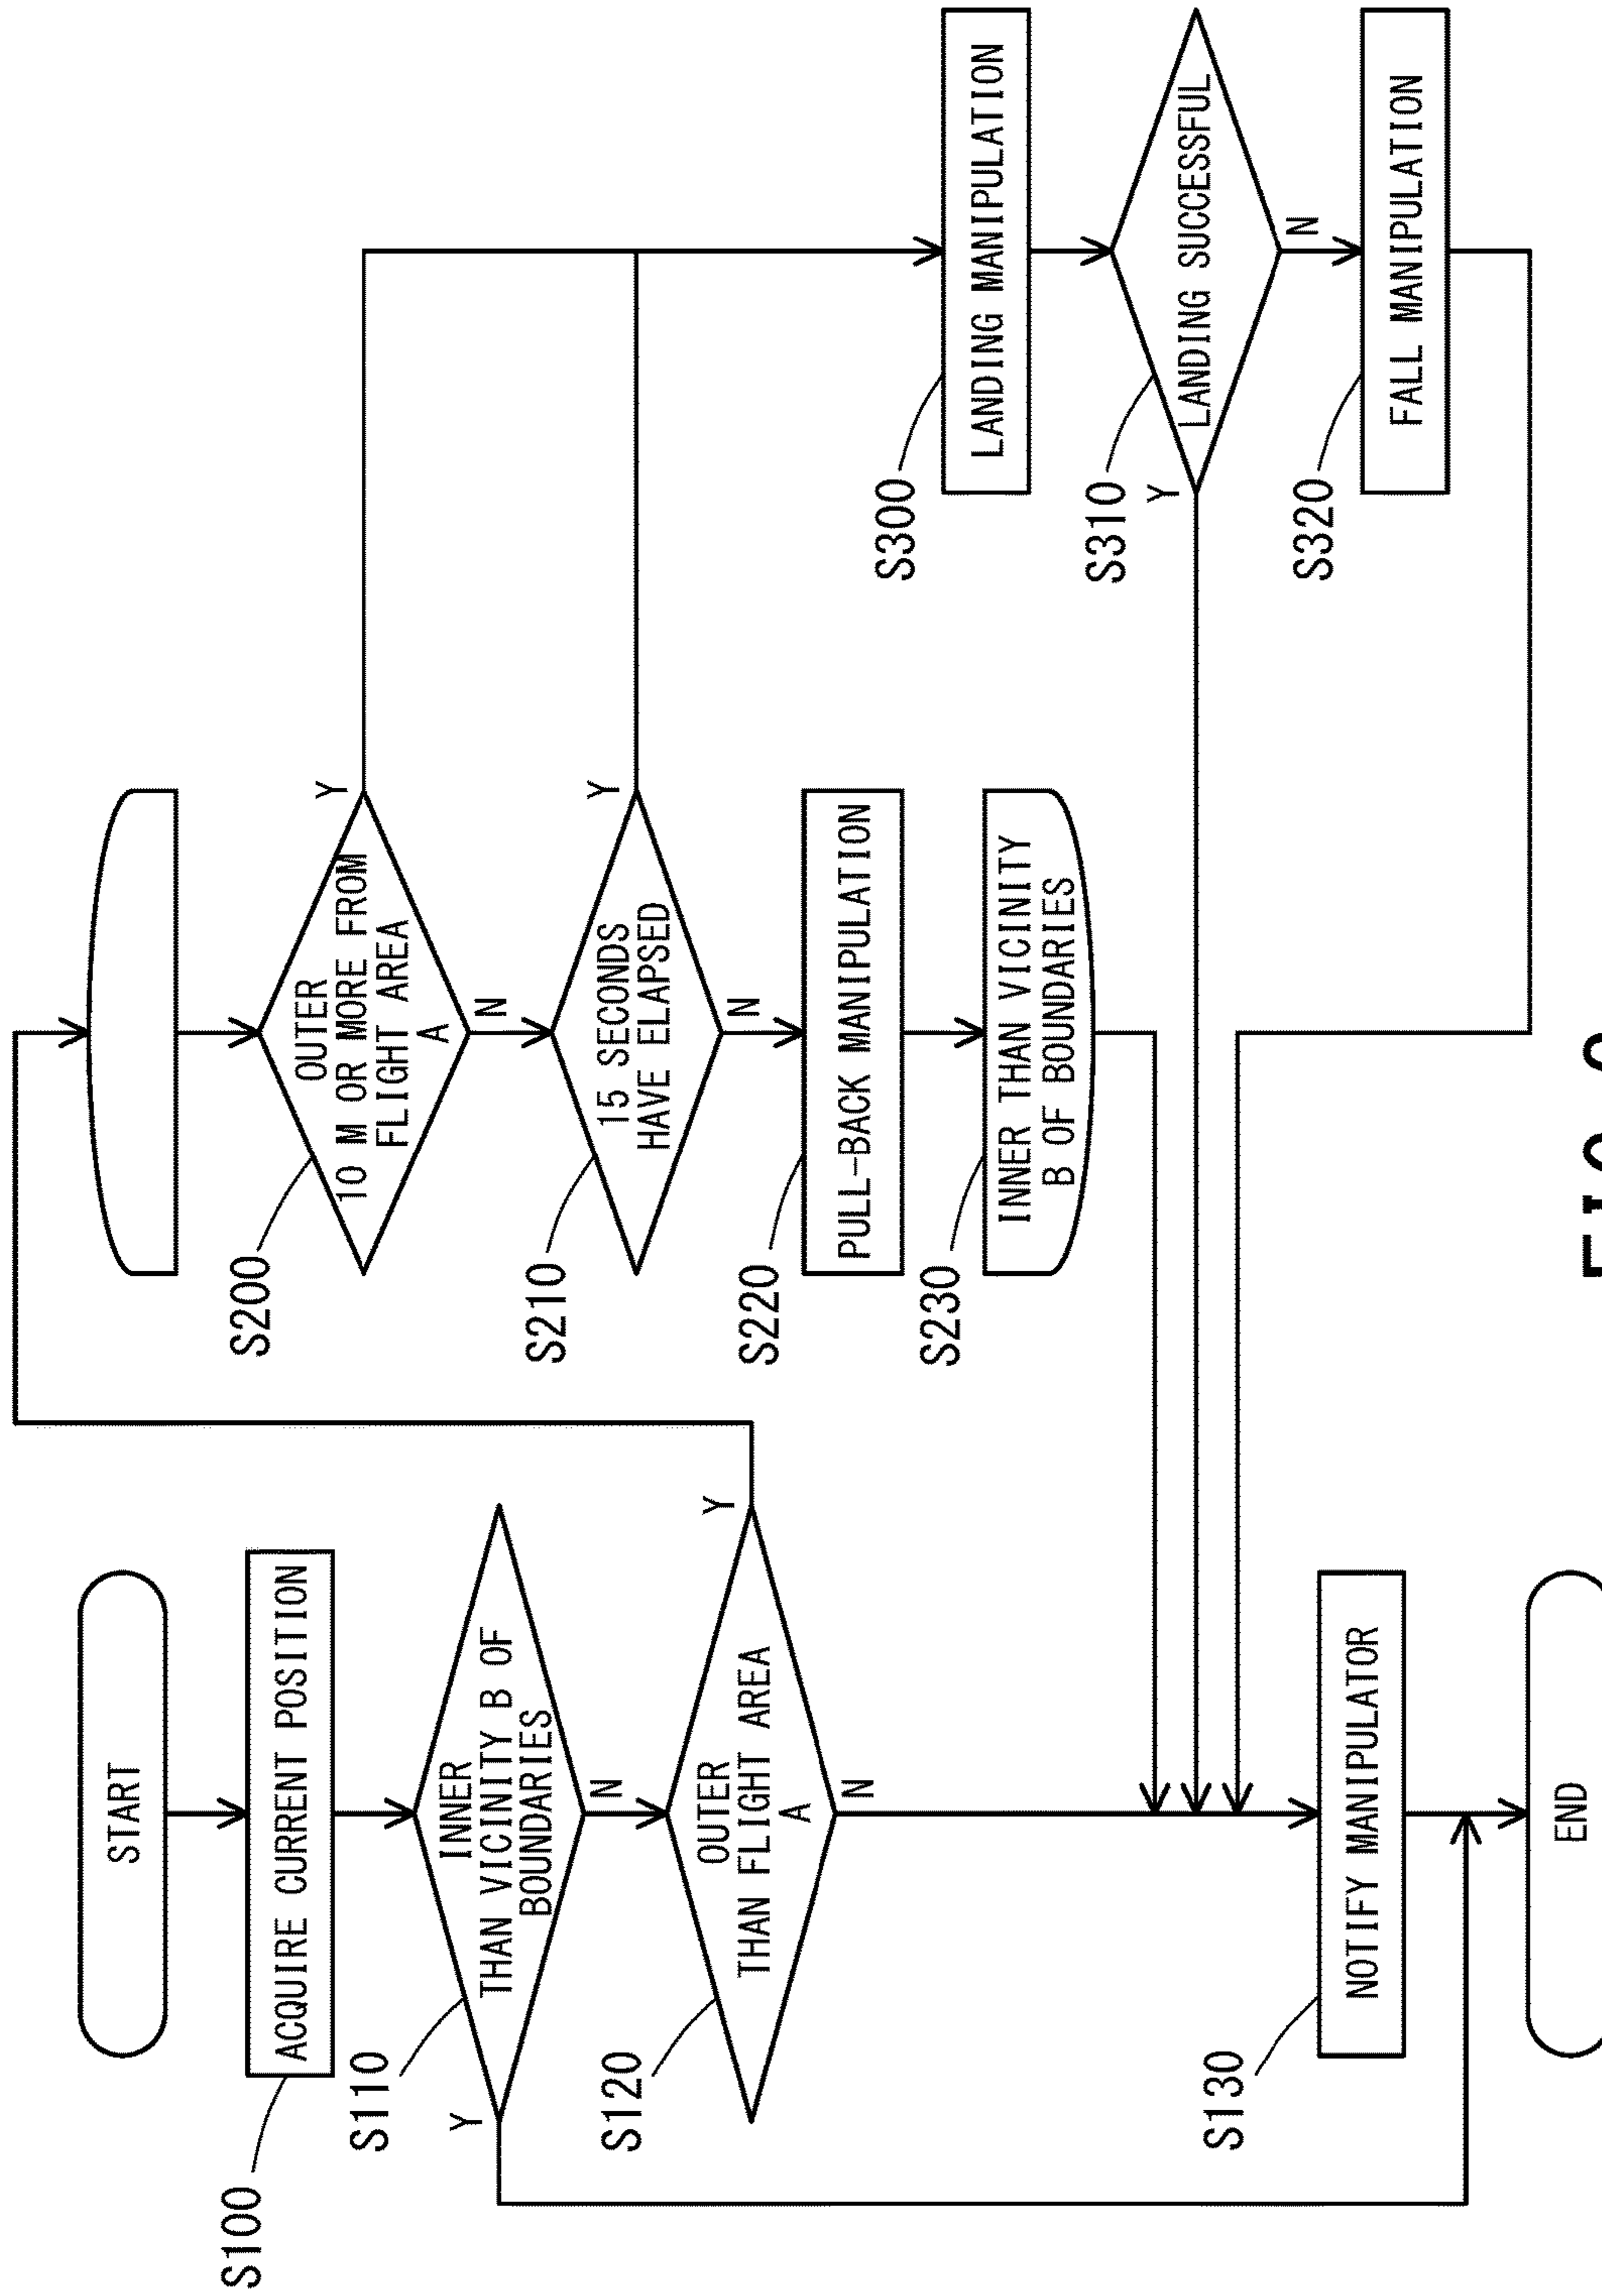 START
S100
ACQUIRE CURRENT POSITION
S110
INNER
THAN VICINITY B OF
BOUNDARIES
Y
N
S120
OUTER
THAN FLIGHT AREA
A
Y
N
S130
NOTIFY MANIPULATOR
END
S200
OUTER
10 M OR MORE FROM
FLIGHT AREA
A
Y
N
S210
15 SECONDS
HAVE ELAPSED
Y
N
S220
PULL-BACK MANIPULATION
S230
INNER THAN VICINITY
B OF BOUNDARIES
S300
LANDING MANIPULATION
S310
LANDING SUCCESSFUL
Y
N
S320
FALL MANIPULATION